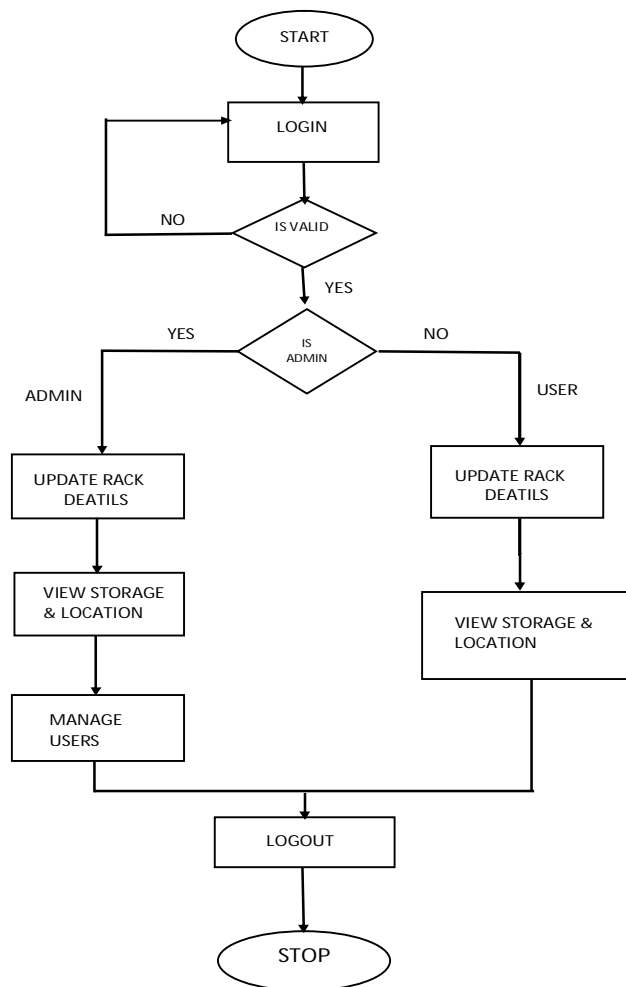 START
LOGIN
NO
IS VALID
YES
YES
IS
ADMIN
NO
ADMIN
USER
UPDATE RACK
DEATILS
UPDATE RACK
DEATILS
VIEW STORAGE
& LOCATION
VIEW STORAGE &
LOCATION
MANAGE
USERS
LOGOUT
STOP